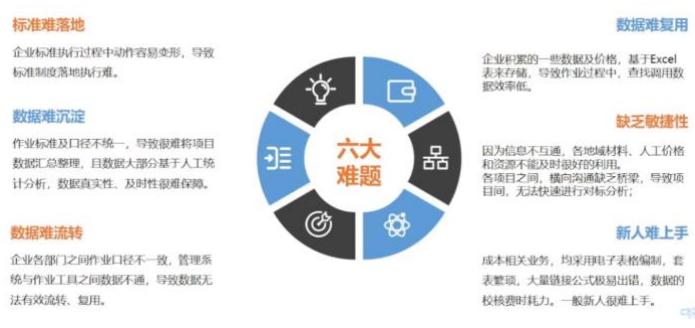 标准难落地
企业标准执行过程中动作容易变形，导致
标准制度落地执行难。
数据难沉淀
作业标准及口径不统一，导致很难将项目
数据汇总整理，且数据大部分基于人工统
计分析，数据真实性、及时性很难保障。
数据难流转
企业各部门之间作业口径不一致，管理系
统与作业工具之间数据不通，导致数据无
法有效流转、复用。
六大
难题
数据难复用
企业积累的一些数据及价格，基于Excel
表来存储，导致作业过程中，查找调用数
据效率低。
缺乏敏捷性
因为信息不互通，各地域材料、人工价格
和资源不能及时很好的利用。
各项目之间，横向沟通缺乏桥梁，导致项
目间，无法快速进行对标分析；
新人难上手
成本相关业务，均采用电子表格编制，套
表繁琐，大量链接公式极易出错，数据的
校核费时耗力。一般新人很难上手。